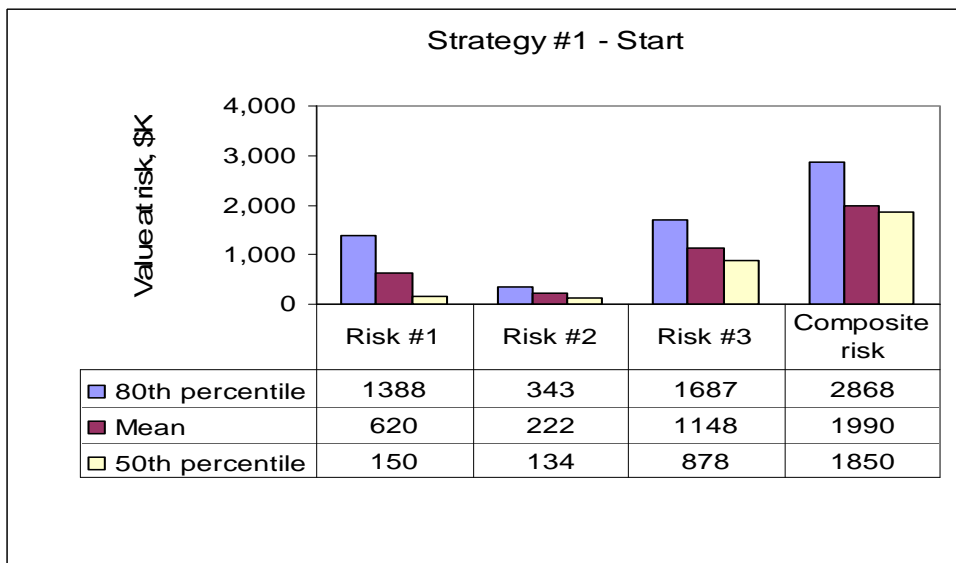 Strategy #1 - Start
Value at risk, $K
4,000
3,000
2,000
1,000
0
Risk #1 Risk #2 Risk #3 Composite risk
80th percentile 1388 343 1687 2868
Mean 620 222 1148 1990
50th percentile 150 134 878 1850